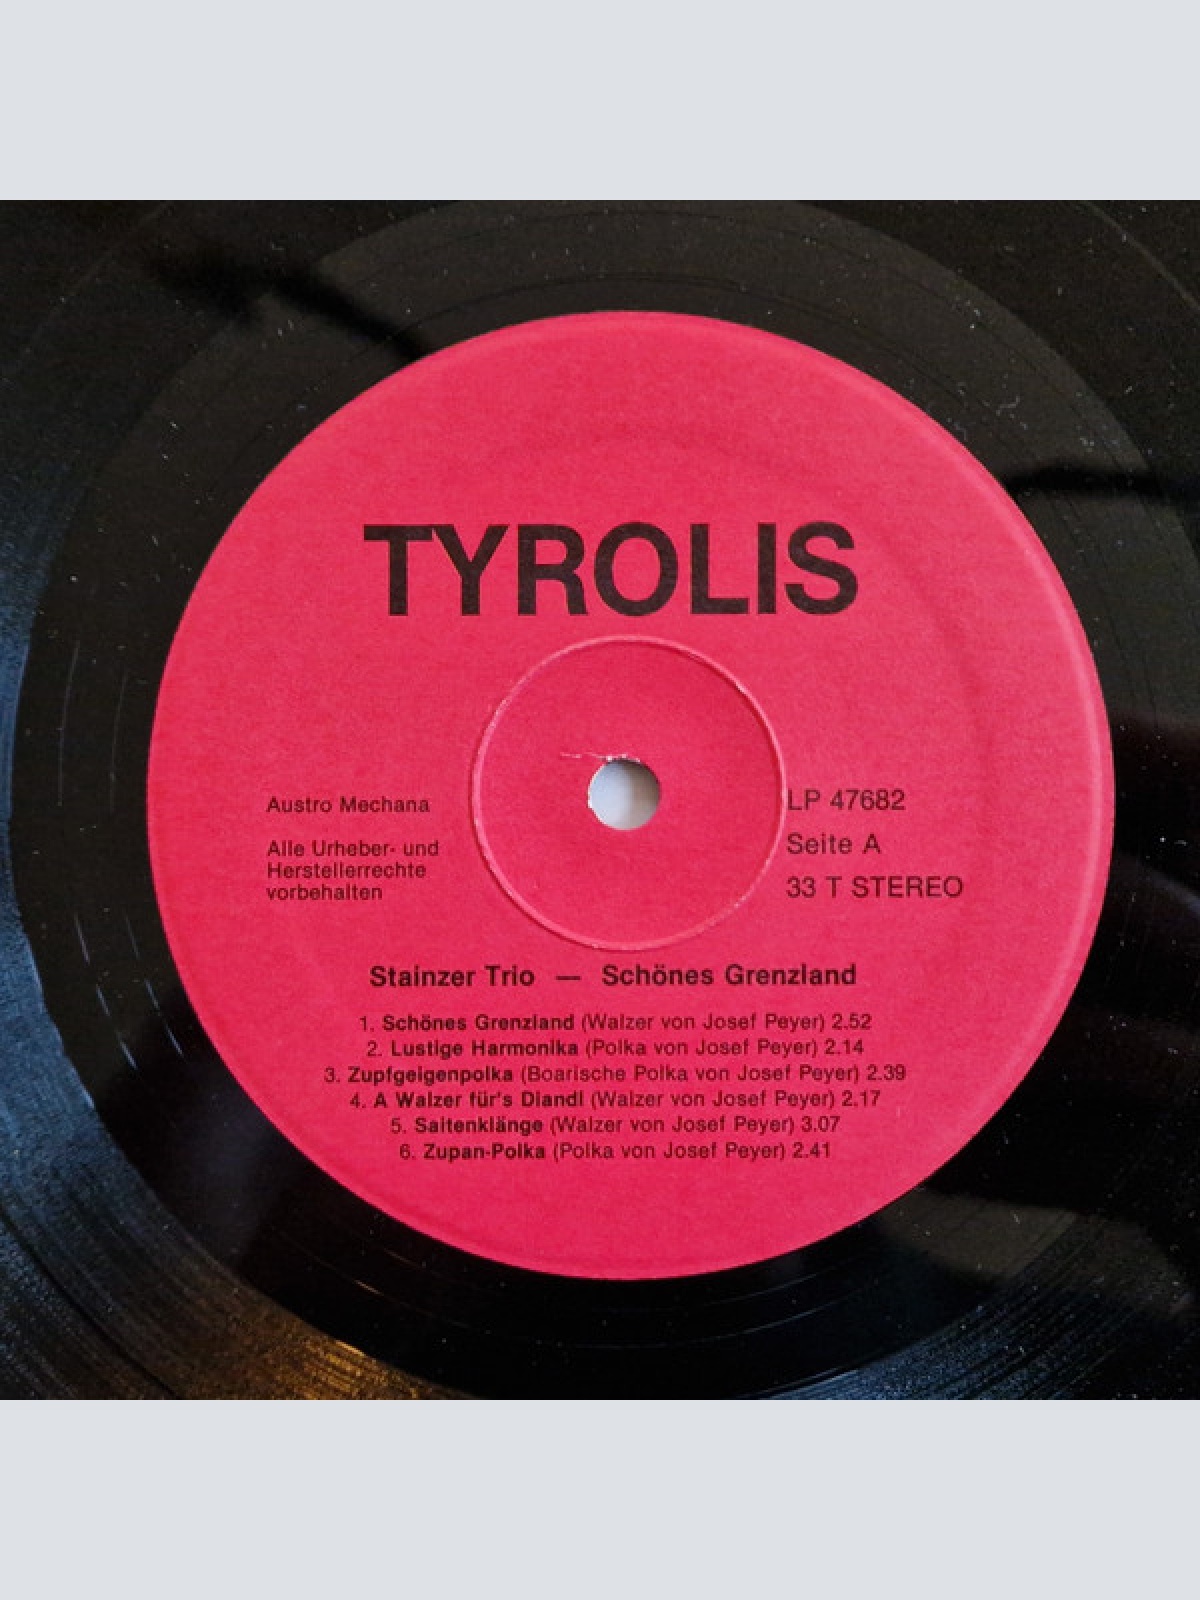 TYROLIS
Austro Mechana
Alle Urheber- und
Herstellerrechte
vorbehalten
LP 47682
Seite A
33 T STEREO
Stainzer Trio — Schönes Grenzland
1. Schönes Grenzland (Walzer von Josef Peyer) 2.52
2. Lustige Harmonika (Polka von Josef Peyer) 2.14
3. Zupfgeigenpolka (Boarische Polka von Josef Peyer) 2.39
4. A Walzer für's Diandl (Walzer von Josef Peyer) 2.17
5. Saitenklänge (Walzer von Josef Peyer) 3.07
6. Zupan-Polka (Polka von Josef Peyer) 2.41